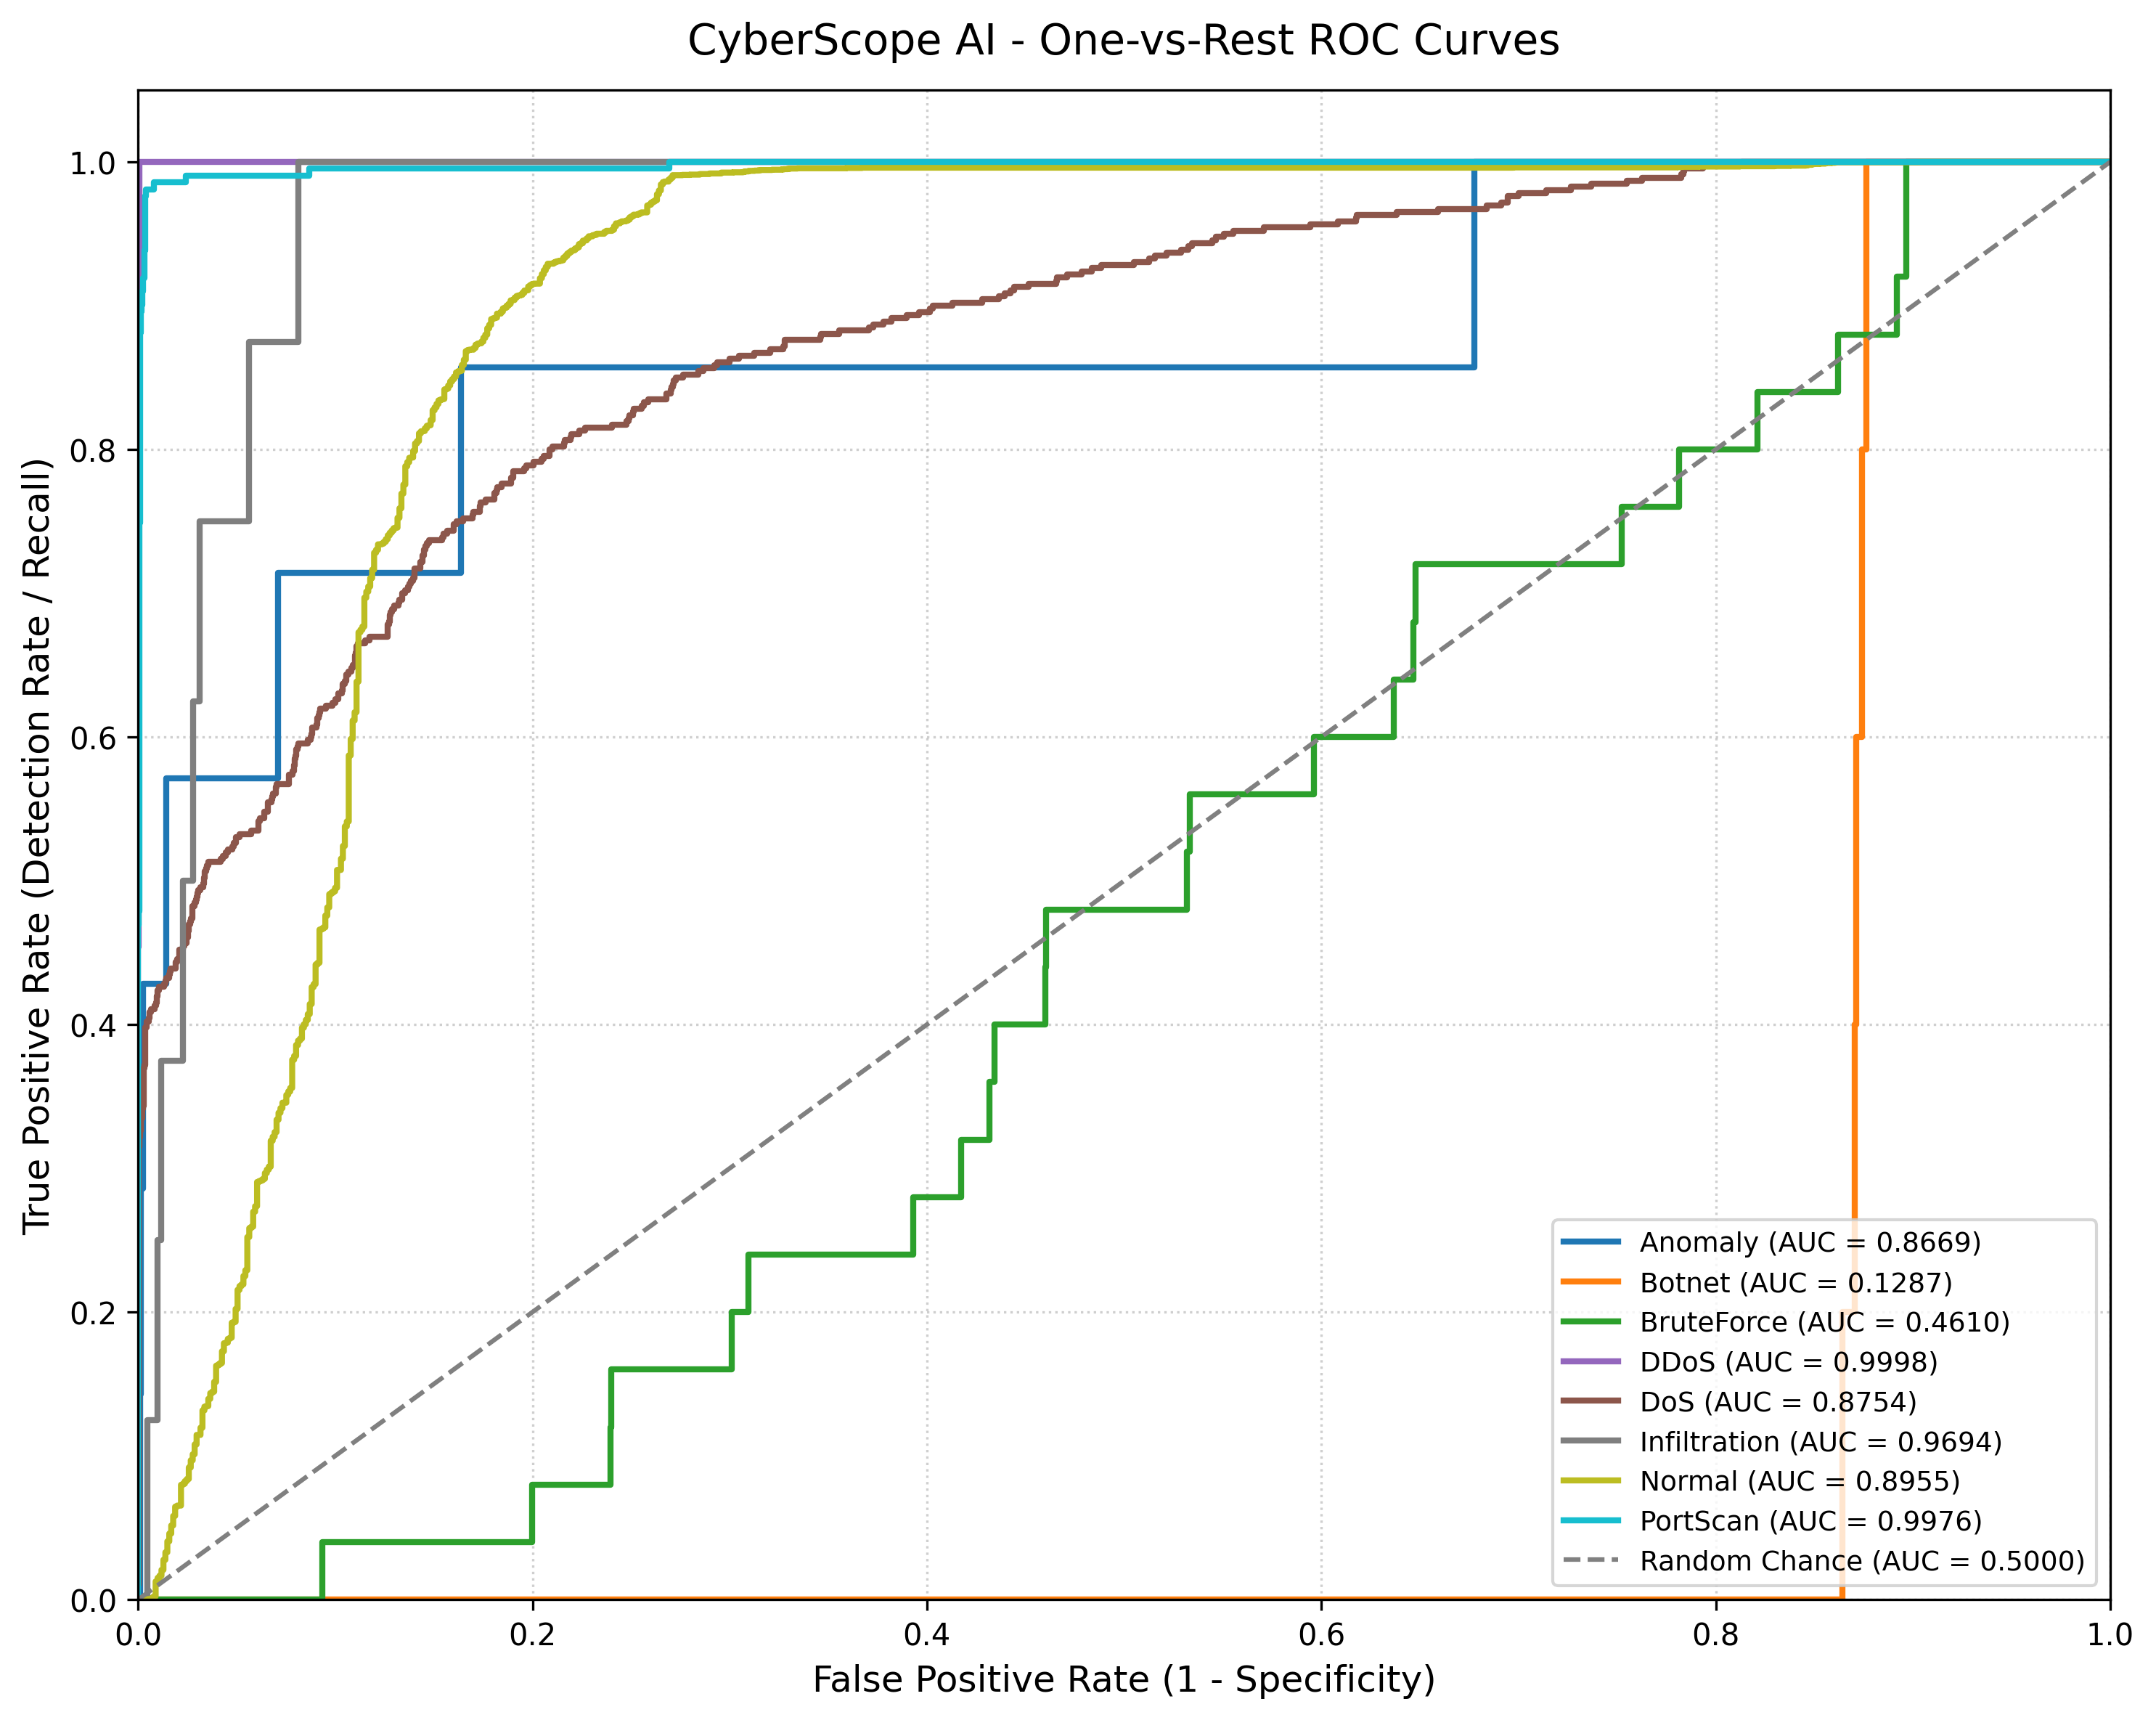 CyberScope AI - One-vs-Rest ROC Curves
True Positive Rate (Detection Rate / Recall)
1.0
0.8
0.6
0.4
0.2
0.0
Anomaly (AUC = 0.8669)
Botnet (AUC = 0.1287)
BruteForce (AUC = 0.4610)
DDoS (AUC = 0.9998)
DoS (AUC = 0.8754)
Infiltration (AUC = 0.9694)
Normal (AUC = 0.8955)
PortScan (AUC = 0.9976)
Random Chance (AUC = 0.5000)
0.0 0.2 0.4 0.6 0.8 1.0
False Positive Rate (1 - Specificity)